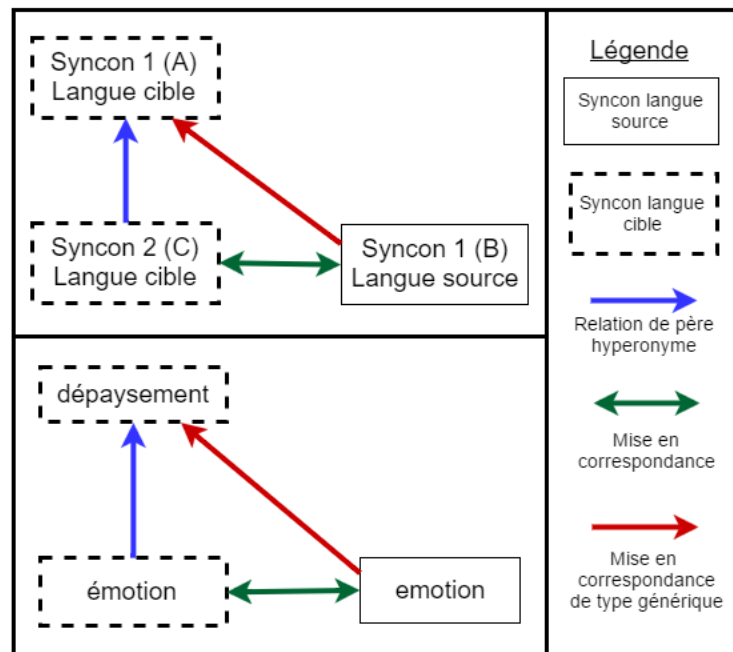 Syncon 1 (A)
Langue cible
Syncon 2 (C)
Langue cible
Syncon 1 (B)
Langue source
dépaysement
émotion
emotion
Légende
Syncon langue
source
Syncon langue
cible
Relation de père
hyperonyme
Mise en
correspondance
Mise en
correspondance
de type générique